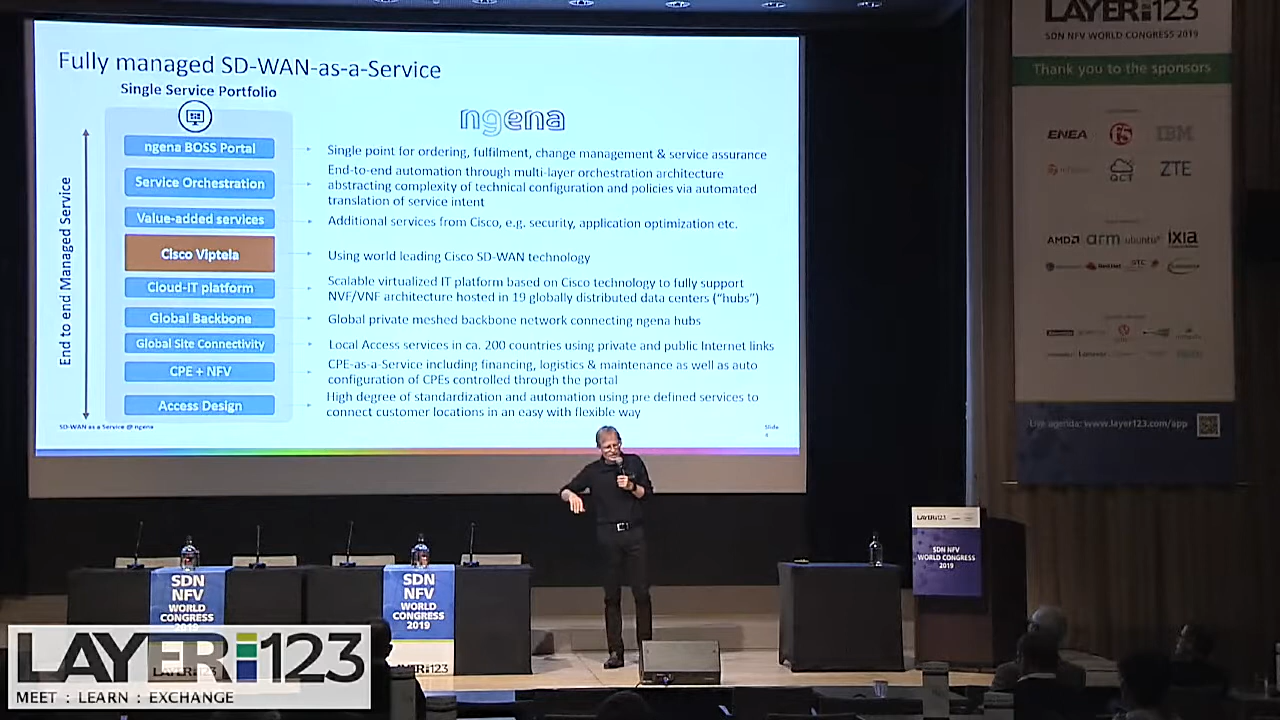 Fully managed SD-WAN-as-a-Service
Single Service Portfolio
ngena
End to end Managed Service
ngena BOSS Portal
Single point for ordering, fulfilment, change management & service assurance
Service Orchestration
End-to-end automation through multi-layer orchestration architecture
abstracting complexity of technical configuration and policies via automated
translation of service intent
Value-added services
Additional services from Cisco, e.g. security, application optimization etc.
Cisco Viptela
Using world leading Cisco SD-WAN technology
Cloud-IT platform
Scalable virtualized IT platform based on Cisco technology to fully support
NVF/VNF architecture hosted in 19 globally distributed data centers ("hubs")
Global Backbone
Global private meshed backbone network connecting ngena hubs
Global Site Connectivity
Local Access services in ca. 200 countries using private and public Internet links
CPE + NFV
CPE-as-a-Service including financing, logistics & maintenance as well as auto
configuration of CPEs controlled through the portal
Access Design
High degree of standardization and automation using pre defined services to
connect customer locations in an easy with flexible way
SD-WAN as a Service @ ngena
Slide
LAYER123
SDN NFV WORLD CONGRESS 2019
Thank you to the sponsors
ENEA
F5
IBM
QCT
ZTE
AMD
arm
ubuntu
ixia
Live agenda: www.layer123.com/app
LAYER123
SDN NFV
WORLD CONGRESS
2019
SDN
NFV
WORLD
CONGRESS
2019
LAYER123
SDN
NFV
WORLD
CONGRESS
2019
LAYER123
LAYER123
MEET : LEARN : EXCHANGE